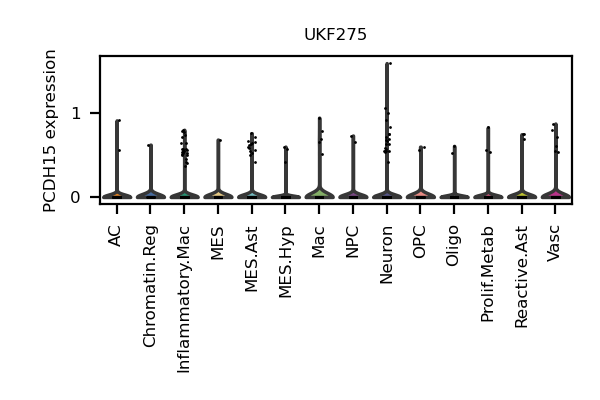 UKF275
PCDH15 expression
1
0
AC
Chromatin.Reg
Inflammatory.Mac
MES
MES.Ast
MES.Hyp
Mac
NPC
Neuron
OPC
Oligo
Prolif.Metab
Reactive.Ast
Vasc